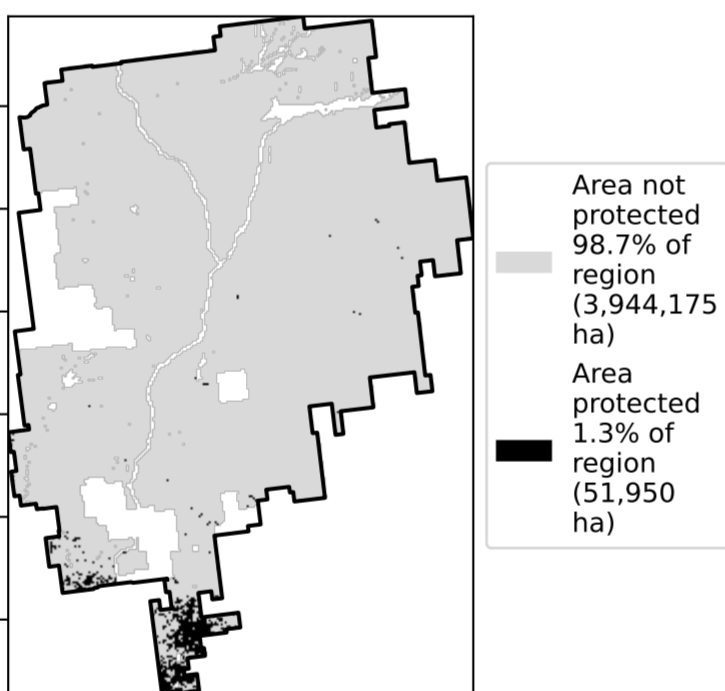 Area not
protected
98.7% of
region
(3,944,175
ha)
Area
protected
1.3% of
region
(51,950
ha)